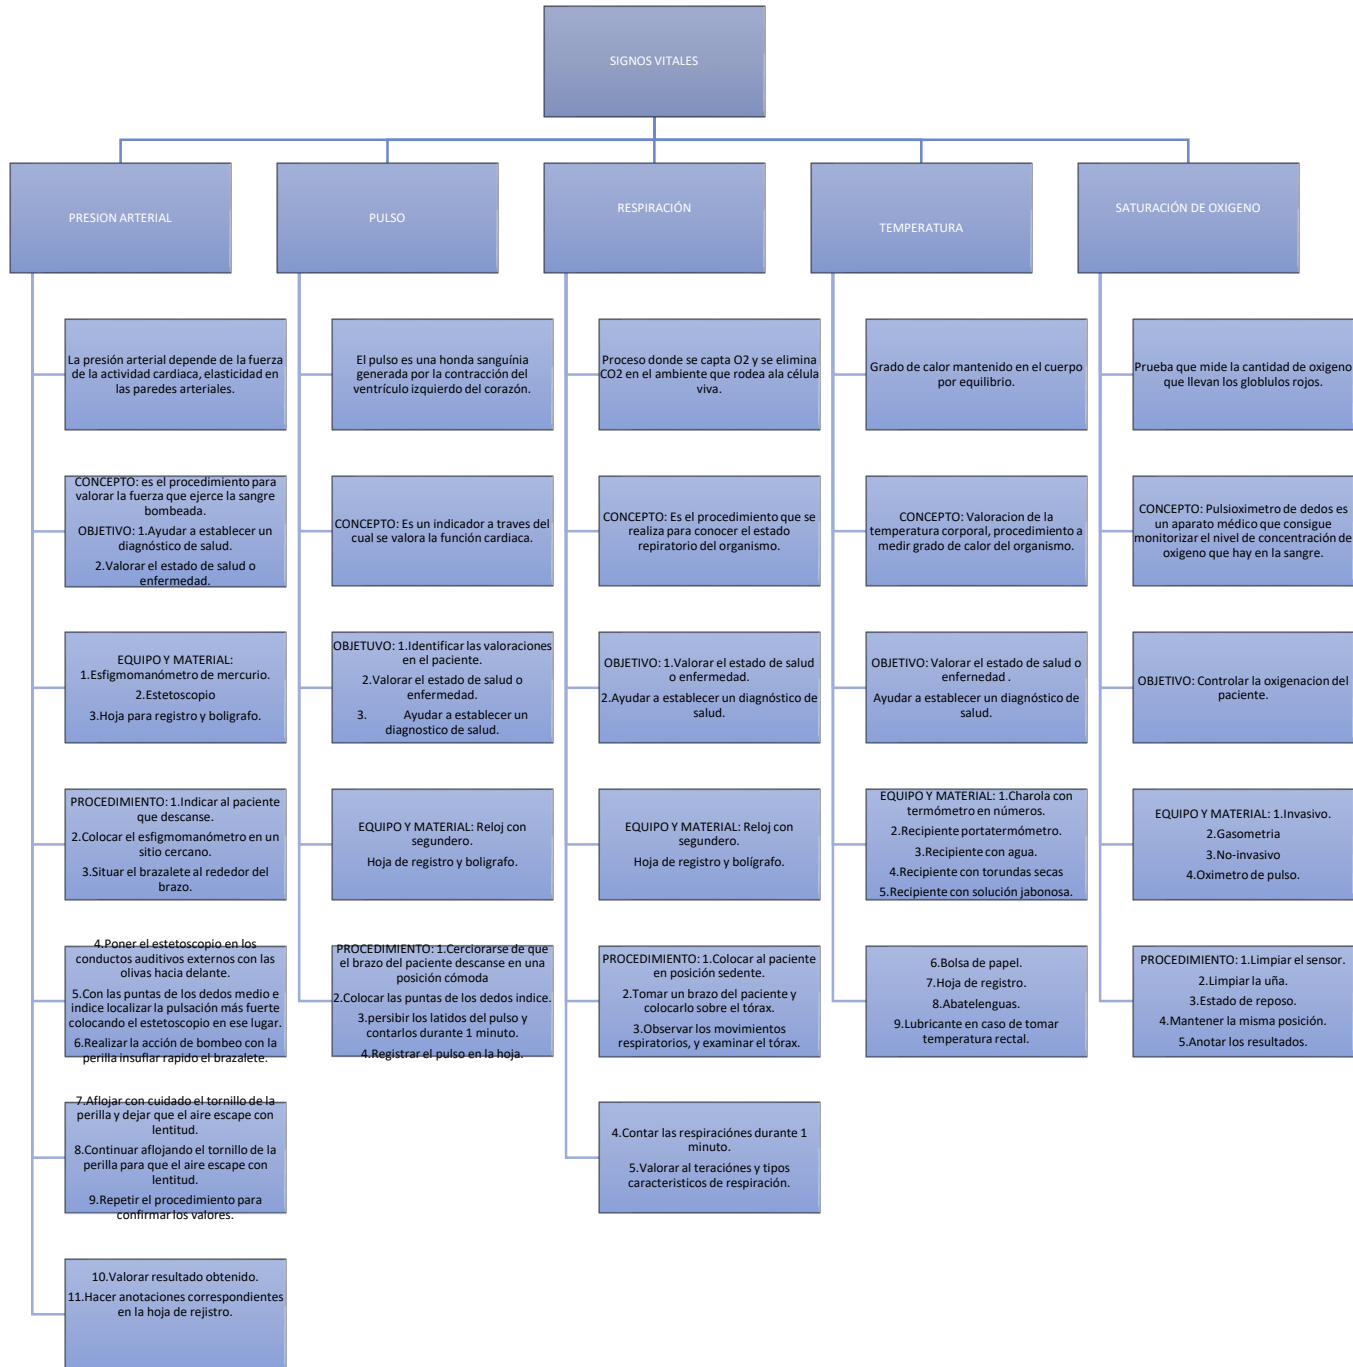 SIGNOS VITALES
PRESION ARTERIAL
La presión arterial depende de la fuerza
de la actividad cardiaca, elasticidad en
las paredes arteriales.
CONCEPTO: es el procedimiento para
valorar la fuerza que ejerce la sangre
bombeada.
OBJETIVO: 1.Ayudar a establecer un
diagnóstico de salud.
2.Valorar el estado de salud o
enfermedad.
EQUIPO Y MATERIAL:
1.Esfigmomanómetro de mercurio.
2.Estetoscopio
3.Hoja para registro y boligrafo.
PROCEDIMIENTO: 1.Indicar al paciente
que descanse.
2.Colocar el esfigmomanómetro en un
sitio cercano.
3.Situar el brazalete al rededor del
brazo.
4.Poner el estetoscopio en los
conductos auditivos externos con las
olivas hacia delante.
5.Con las puntas de los dedos medio e
indice localizar la pulsación más fuerte
colocando el estetoscopio en ese lugar.
6.Realizar la acción de bombeo con la
perilla insuflar rapido el brazalete.
7.Aflojar con cuidado el tornillo de la
perilla y dejar que el aire escape con
lentitud.
8.Continuar aflojando el tornillo de la
perilla para que el aire escape con
lentitud.
9.Repetir el procedimiento para
confirmar los valores.
10.Valorar resultado obtenido.
11.Hacer anotaciones correspondientes
en la hoja de rejistro.
PULSO
El pulso es una honda sanguínia
generada por la contracción del
ventrículo izquierdo del corazón.
CONCEPTO: Es un indicador a traves del
cual se valora la función cardiaca.
OBJETUVO: 1.Identificar las valoraciones
en el paciente.
2.Valorar el estado de salud o
enfermedad.
3. Ayudar a establecer un
diagnostico de salud.
EQUIPO Y MATERIAL: Reloj con
segundero.
Hoja de registro y boligrafo.
PROCEDIMIENTO: 1.Cerciorarse de que
el brazo del paciente descanse en una
posición cómoda
2.Colocar las puntas de los dedos indice.
3.persibir los latidos del pulso y
contarlos durante 1 minuto.
4.Registrar el pulso en la hoja.
RESPIRACIÓN
Proceso donde se capta O2 y se elimina
CO2 en el ambiente que rodea ala célula
viva.
CONCEPTO: Es el procedimiento que se
realiza para conocer el estado
repiratorio del organismo.
OBJETIVO: 1.Valorar el estado de salud
o enfermedad.
2.Ayudar a establecer un diagnóstico de
salud.
EQUIPO Y MATERIAL: Reloj con
segundero.
Hoja de registro y bolígrafo.
PROCEDIMIENTO: 1.Colocar al paciente
en posición sedente.
2.Tomar un brazo del paciente y
colocarlo sobre el tórax.
3.Observar los movimientos
respiratorios, y examinar el tórax.
4.Contar las respiraciónes durante 1
minuto.
5.Valorar al teraciónes y tipos
caracteristicos de respiración.
TEMPERATURA
Grado de calor mantenido en el cuerpo
por equilibrio.
CONCEPTO: Valoracion de la
temperatura corporal, procedimiento a
medir grado de calor del organismo.
OBJETIVO: Valorar el estado de salud o
enfernedad .
Ayudar a establecer un diagnóstico de
salud.
EQUIPO Y MATERIAL: 1.Charola con
termómetro en números.
2.Recipiente portatermómetro.
3.Recipiente con agua.
4.Recipiente con torundas secas
5.Recipiente con solución jabonosa.
6.Bolsa de papel.
7.Hoja de registro.
8.Abatelenguas.
9.Lubricante en caso de tomar
temperatura rectal.
SATURACIÓN DE OXIGENO
Prueba que mide la cantidad de oxigeno
que llevan los globlulos rojos.
CONCEPTO: Pulsioximetro de dedos es
un aparato médico que consigue
monitorizar el nivel de concentración de
oxigeno que hay en la sangre.
OBJETIVO: Controlar la oxigenacion del
paciente.
EQUIPO Y MATERIAL: 1.Invasivo.
2.Gasometria
3.No-invasivo
4.Oximetro de pulso.
PROCEDIMIENTO: 1.Limpiar el sensor.
2.Limpiar la uña.
3.Estado de reposo.
4.Mantener la misma posición.
5.Anotar los resultados.